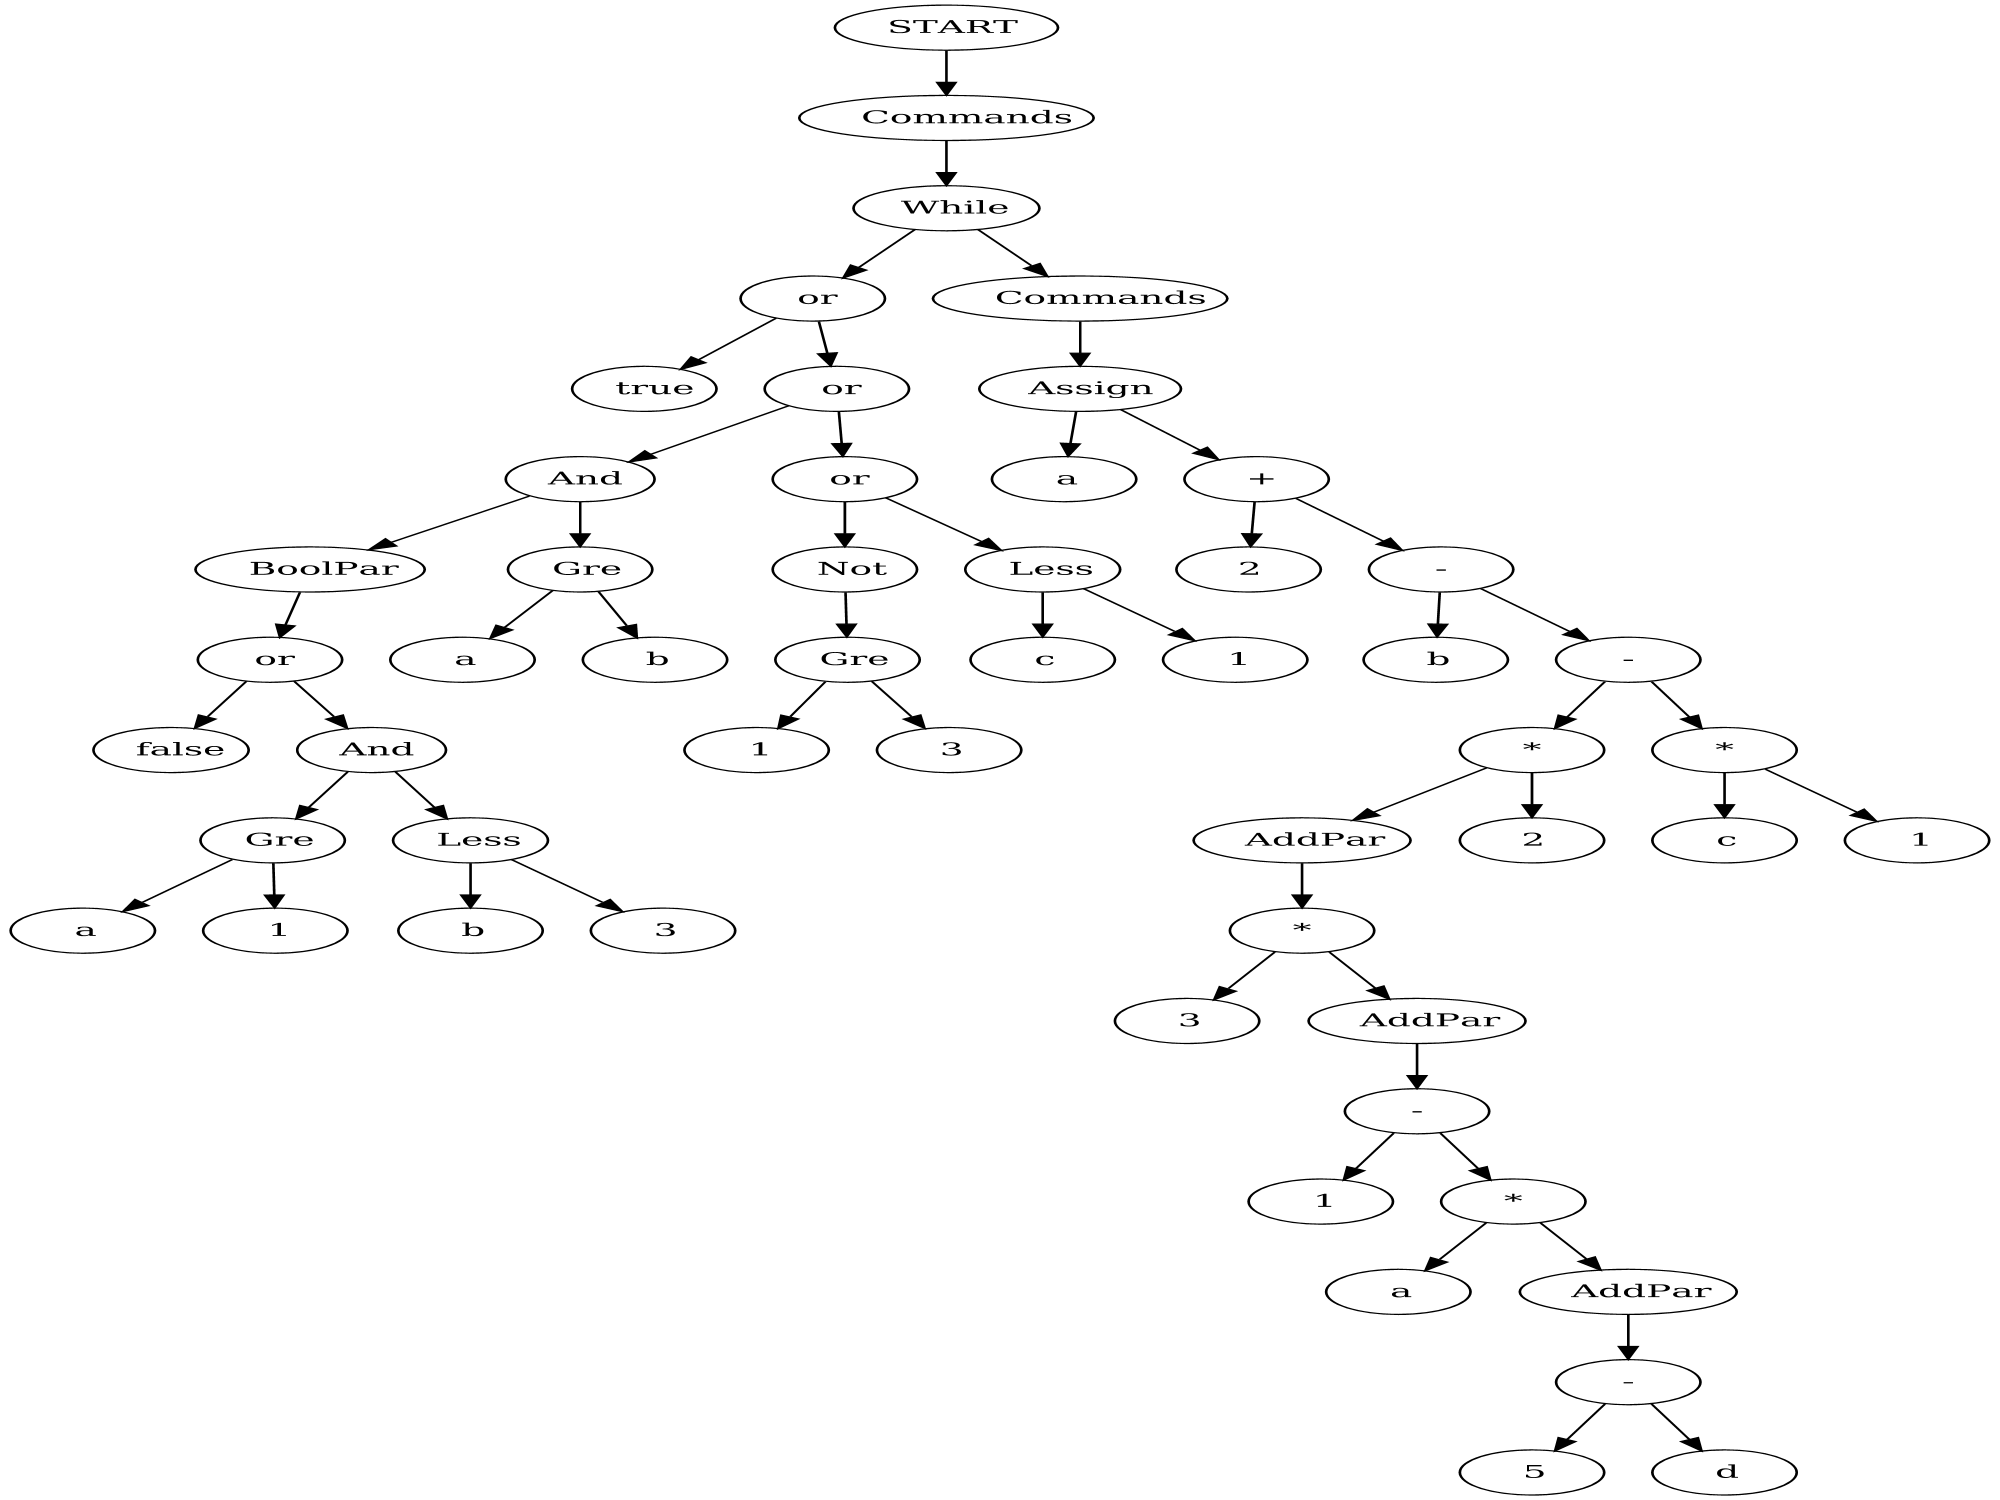 START
Commands
While
or Commands
true or Assign
And or a +
BoolPar Gre Not Less 2 -
or a b Gre c 1 b -
false And 1 3 * *
Gre Less AddPar 2 c 1
a 1 b 3 *
3 AddPar
-
1 *
a AddPar
-
5 d